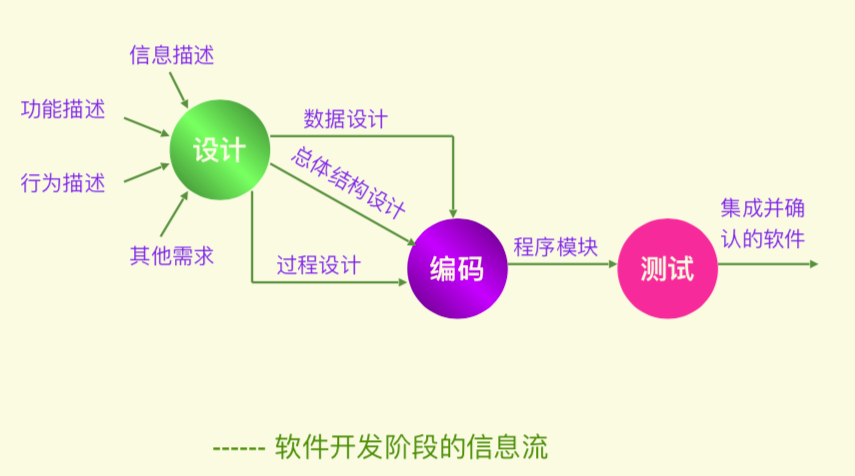 信息描述
功能描述
行为描述
其他需求
设计
数据设计
总体结构设计
过程设计
编码
程序模块
测试
集成并确
认的软件
------ 软件开发阶段的信息流